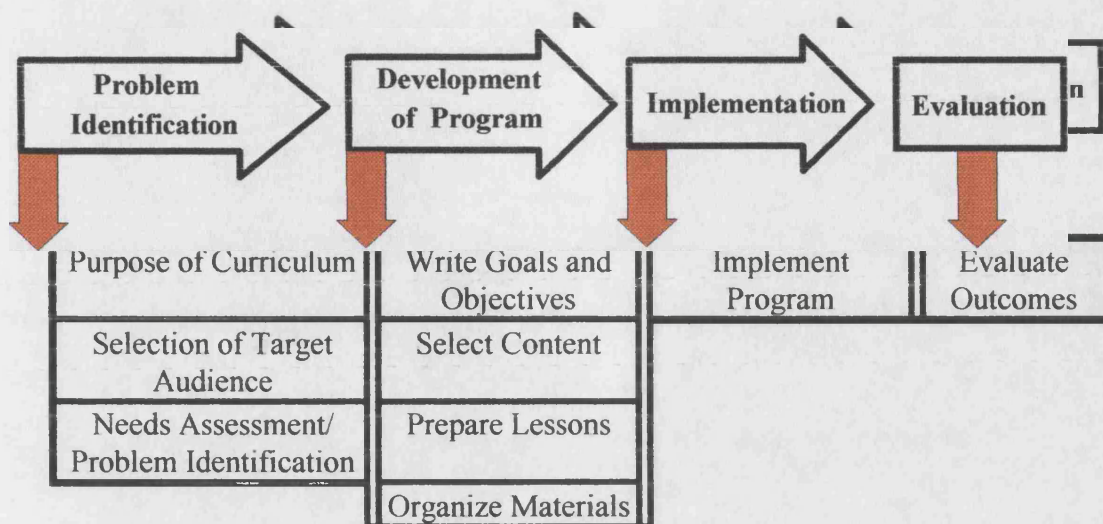 Problem
Identification
Development
of Program
Implementation
Evaluation
n
Purpose of Curriculum
Selection of Target
Audience
Needs Assessment/
Problem Identification
Write Goals and
Objectives
Select Content
Prepare Lessons
Organize Materials
Implement
Program
Evaluate
Outcomes